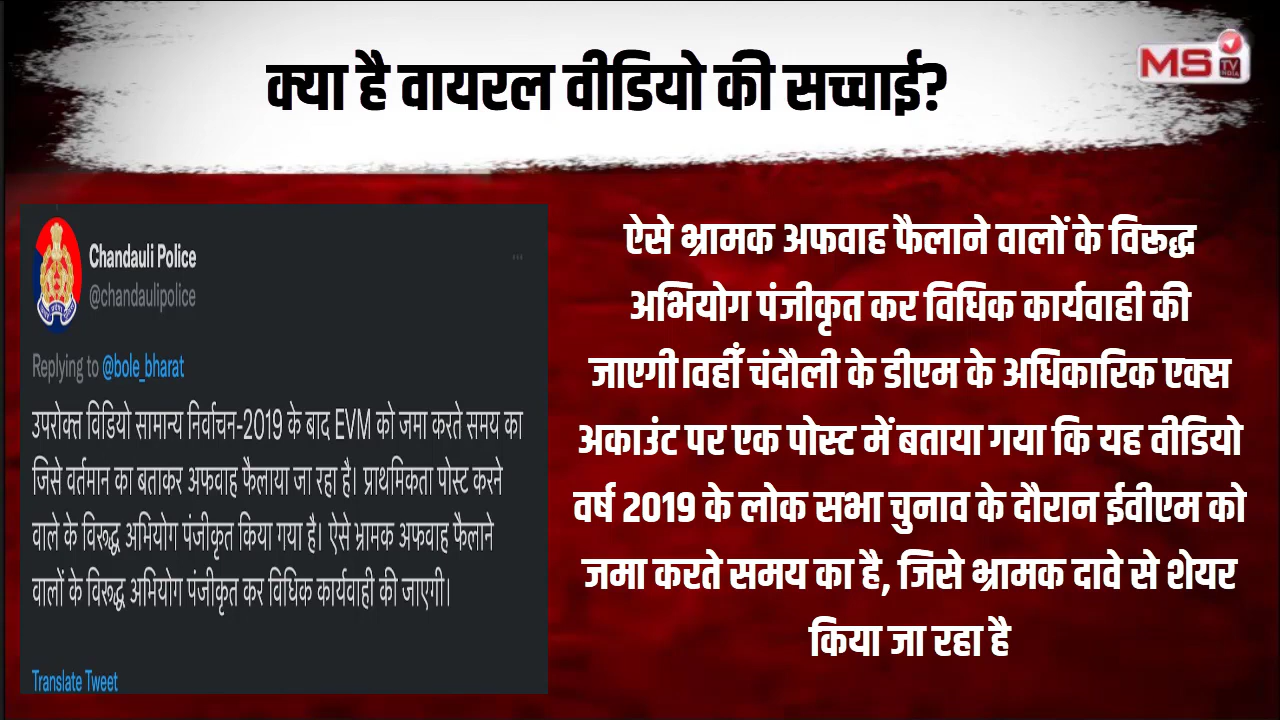 क्या है वायरल वीडियो की सच्चाई?
MS
TV
INDIA
Chandauli Police
@chandaulipolice
Replying to @bole_bharat
उपरोक्त विडियो सामान्य निर्वाचन-2019 के बाद EVM को जमा करते समय का
जिसे वर्तमान का बताकर अफवाह फैलाया जा रहा है। प्राथमिकता पोस्ट करने
वाले के विरूद्ध अभियोग पंजीकृत किया गया है। ऐसे भ्रामक अफवाह फैलाने
वालों के विरूद्ध अभियोग पंजीकृत कर विधिक कार्यवाही की जाएगी।
Translate Tweet
ऐसे भ्रामक अफवाह फैलाने वालों के विरूद्ध
अभियोग पंजीकृत कर विधिक कार्यवाही की
जाएगी।वहीं चंदौली के डीएम के अधिकारिक एक्स
अकाउंट पर एक पोस्ट में बताया गया कि यह वीडियो
वर्ष 2019 के लोक सभा चुनाव के दौरान ईवीएम को
जमा करते समय का है, जिसे भ्रामक दावे से शेयर
किया जा रहा है